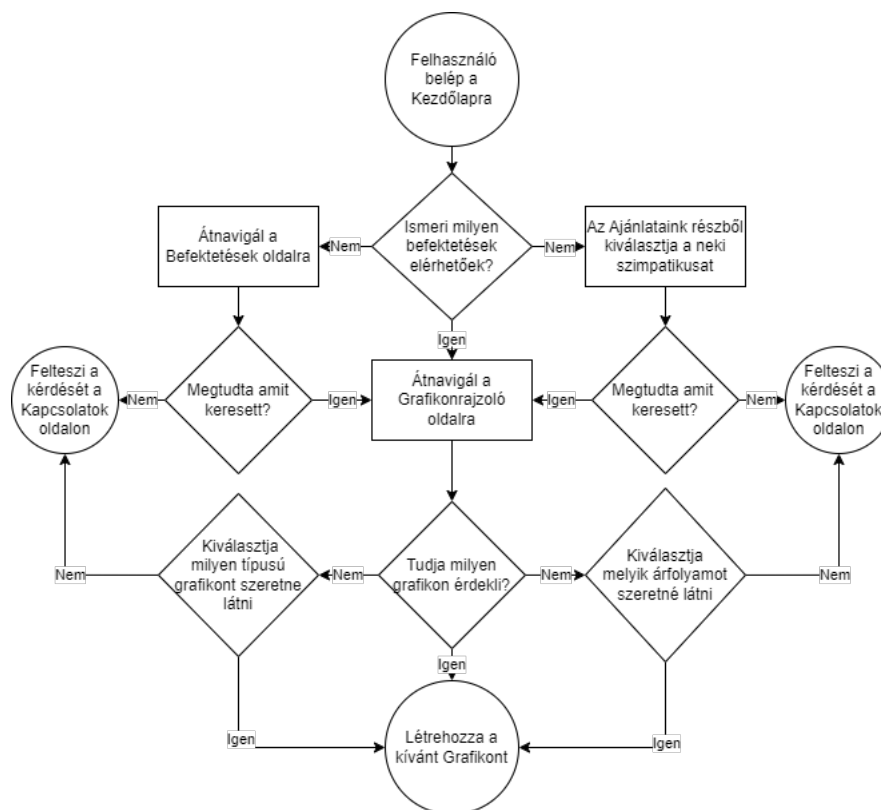 Felhasználó
belép a
Kezdőlapra
Ismeri milyen
befektetések
elérhetőek?
Nem
Nem
Átnavigál a
Befektetések oldalra
Az Ajánlataink részből
kiválasztja a neki
szimpatikusat
Igen
Felteszi a
kérdését a
Kapcsolatok
oldalon
Nem
Megtudta amit
keresett?
Igen
Átnavigál a
Grafikonrajzoló
oldalra
Igen
Megtudta amit
keresett?
Nem
Felteszi a
kérdését a
Kapcsolatok
oldalon
Nem
Kiválasztja
milyen típusú
grafikont szeretne
látni
Nem
Tudja milyen
grafikon érdekli?
Nem
Kiválasztja
melyik árfolyamot
szeretné látni
Nem
Igen
Igen
Létrehozza a
kívánt Grafikont
Igen